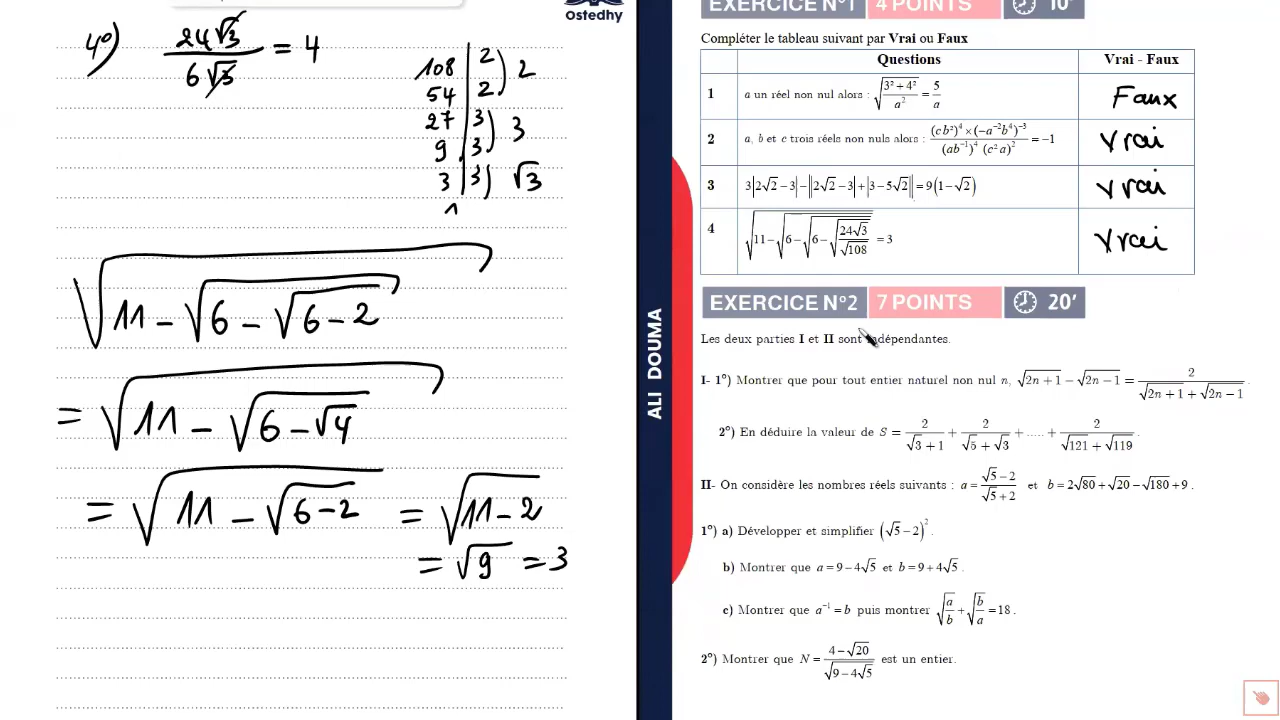 Ostedhy
4°) 24√3 / 6√3 = 4
108 | 2
54 | 2 ) 2
27 | 3
9 | 3 ) 3
3 | 3 ) √3
1
√(11 - √(6 - √(6 - 2)))
= √(11 - √(6 - √4))
= √(11 - √(6 - 2)) = √(11 - 2)
= √9 = 3
ALI DOUMA
EXERCICE N°1 4 POINTS 10'
Compléter le tableau suivant par Vrai ou Faux
Questions Vrai - Faux
1 a un réel non nul alors : √((3² + 4²)/a²) = 5/a Faux
2 a, b et c trois réels non nuls alors : ((cb²)⁴ × (-a⁻²b⁴)⁻³) / ((ab⁻¹)⁴ (c²a)²) = -1 Vrai
3 3|2√2 - 3| - ||2√2 - 3| + |3 - 5√2|| = 9(1 - √2) Vrai
4 √(11 - √(6 - √(6 - √(24√3/√108)))) = 3 Vrai
EXERCICE N°2 7 POINTS 20'
Les deux parties I et II sont indépendantes.
I- 1°) Montrer que pour tout entier naturel non nul n, √(2n+1) - √(2n-1) = 2/(√(2n+1) + √(2n-1))
2°) En déduire la valeur de S = 2/(√3+1) + 2/(√5+√3) + ..... + 2/(√121+√119)
II- On considère les nombres réels suivants : a = (√5-2)/(√5+2) et b = 2√80 + √20 - √180 + 9 .
1°) a) Développer et simplifier (√5 - 2)² .
b) Montrer que a = 9 - 4√5 et b = 9 + 4√5 .
c) Montrer que a⁻¹ = b puis montrer √(a/b) + √(b/a) = 18 .
2°) Montrer que N = (4 - √20)/√(9 - 4√5) est un entier.